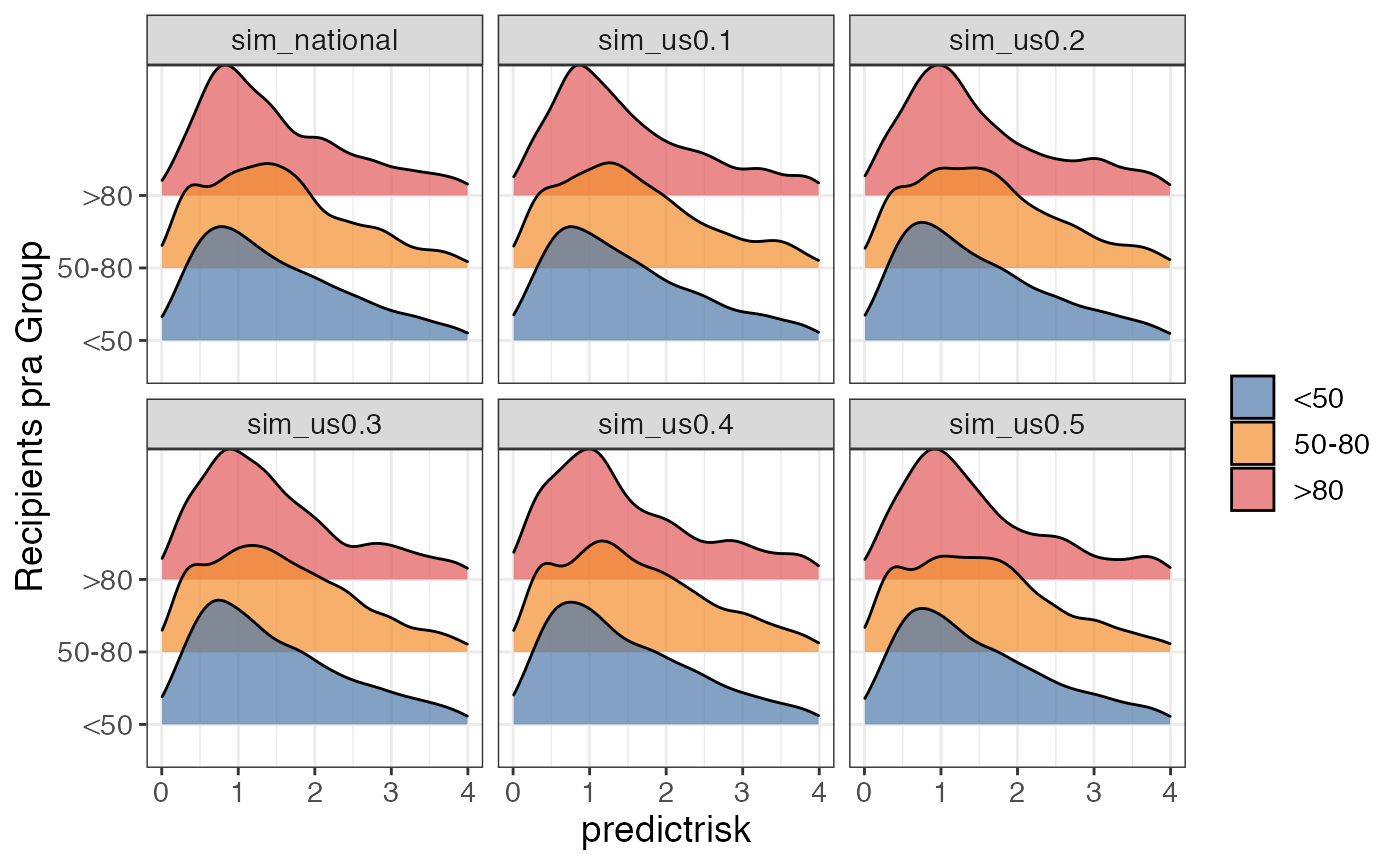 sim_national
sim_us0.1
sim_us0.2
>80
50-80
<50
sim_us0.3
sim_us0.4
sim_us0.5
>80
50-80
<50
0 1 2 3 4
0 1 2 3 4
0 1 2 3 4
predictrisk
Recipients pra Group
<50
50-80
>80